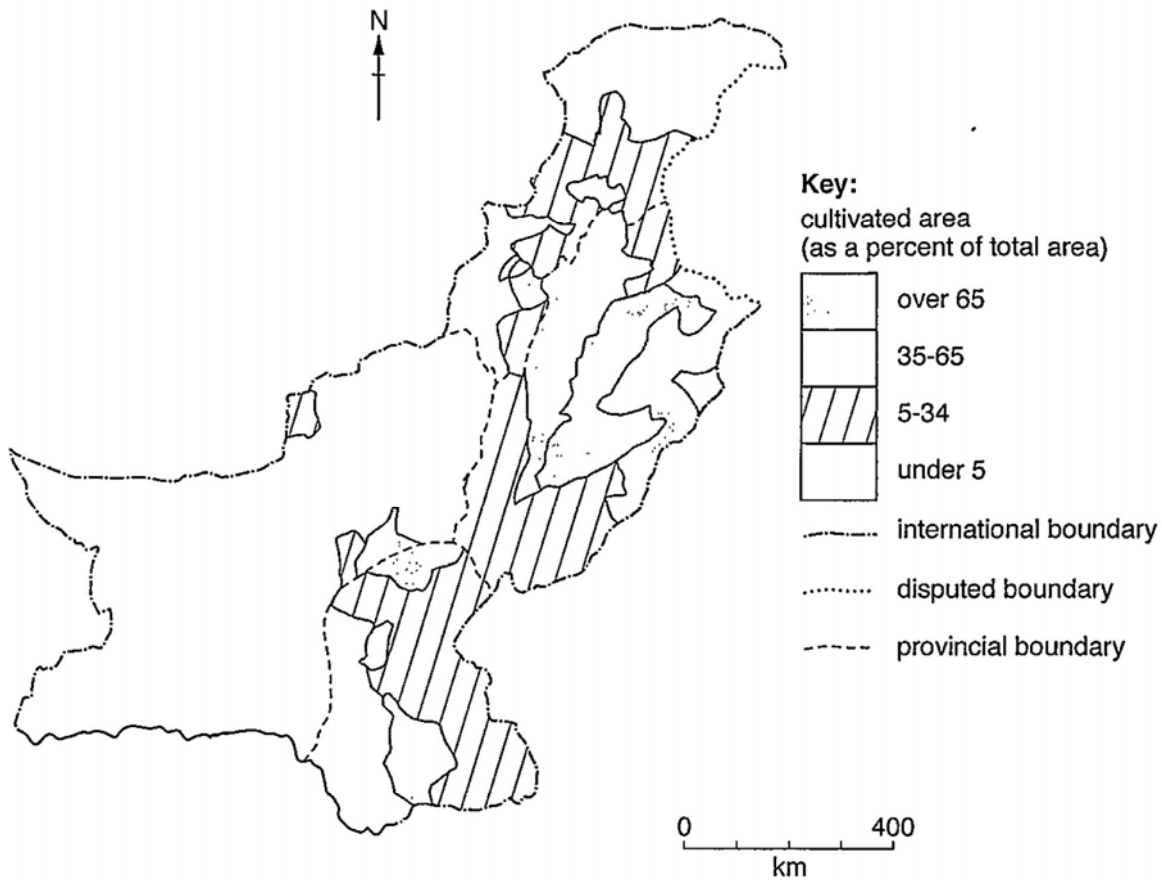 N
Key:
cultivated area
(as a percent of total area)
over 65
35-65
5-34
under 5
international boundary
disputed boundary
provincial boundary
0 400
km